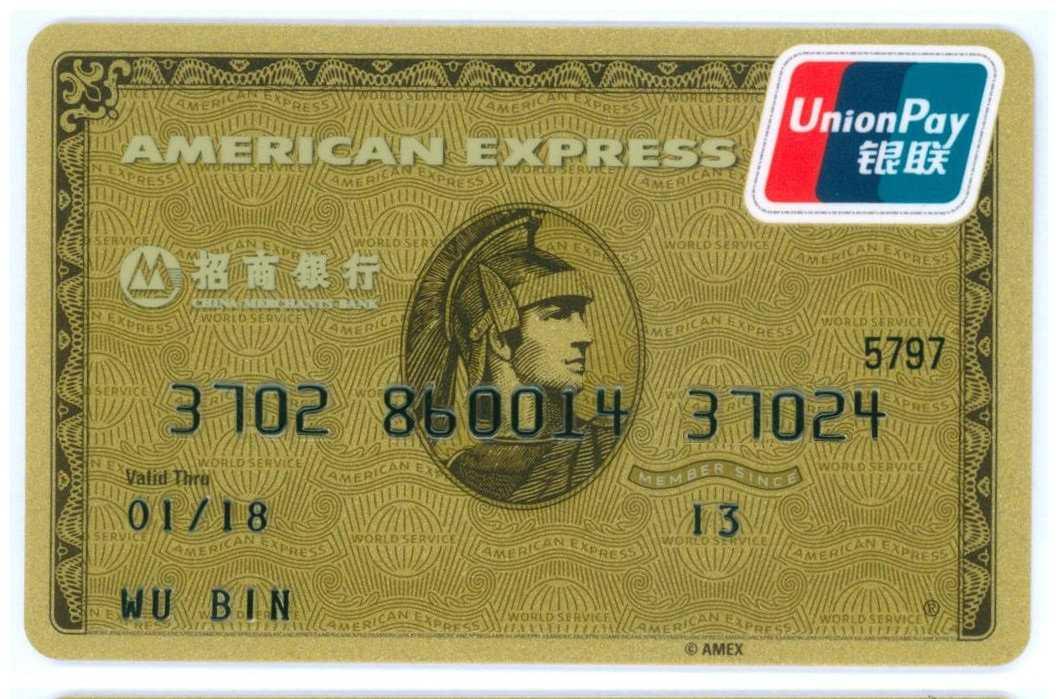 AMERICAN EXPRESS
UnionPay
银联
招商银行
CHINA MERCHANTS BANK
5797
3702 860014 37024
Valid Thru
MEMBER SINCE
01/18
13
WU BIN
®
© AMEX